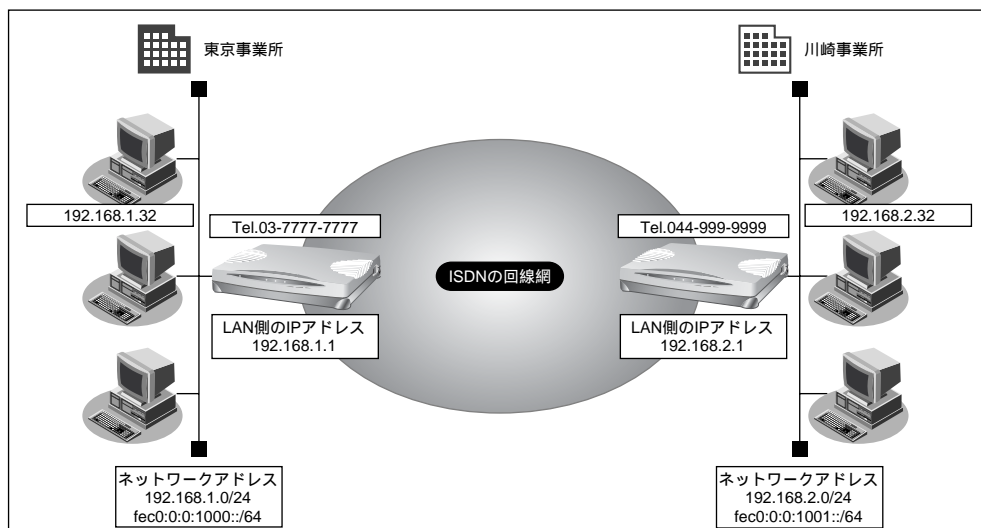 東京事業所
川崎事業所
192.168.1.32
192.168.2.32
Tel.03-7777-7777
Tel.044-999-9999
ISDNの回線網
LAN側のIPアドレス
192.168.1.1
LAN側のIPアドレス
192.168.2.1
ネットワークアドレス
192.168.1.0/24
fec0:0:0:1000::/64
ネットワークアドレス
192.168.2.0/24
fec0:0:0:1001::/64